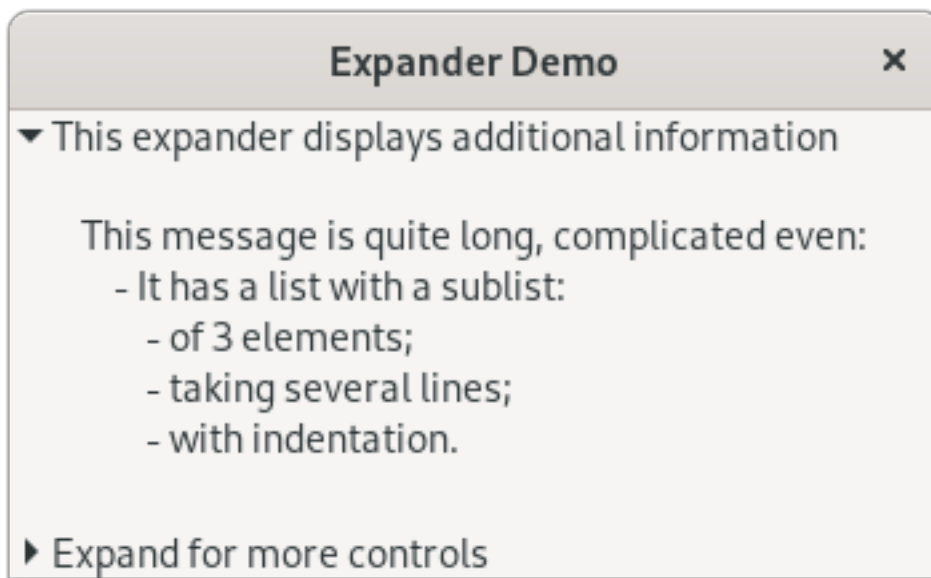 Expander Demo
This expander displays additional information
This message is quite long, complicated even:
- It has a list with a sublist:
- of 3 elements;
- taking several lines;
- with indentation.
Expand for more controls